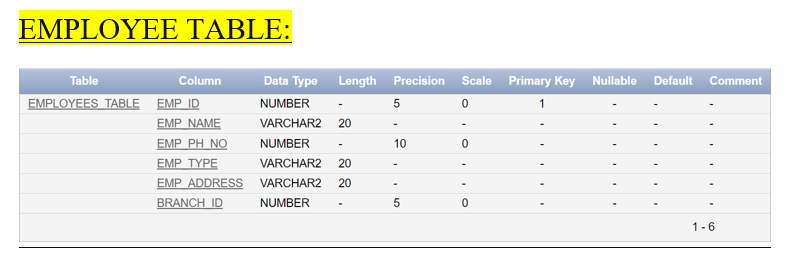 EMPLOYEE TABLE:
Table Column Data Type Length Precision Scale Primary Key Nullable Default Comment
EMPLOYEES_TABLE EMP_ID NUMBER - 5 0 1 - - -
EMP_NAME VARCHAR2 20 - - - - - -
EMP_PH_NO NUMBER - 10 0 - - - -
EMP_TYPE VARCHAR2 20 - - - - - -
EMP_ADDRESS VARCHAR2 20 - - - - - -
BRANCH_ID NUMBER - 5 0 - - - -
1 - 6